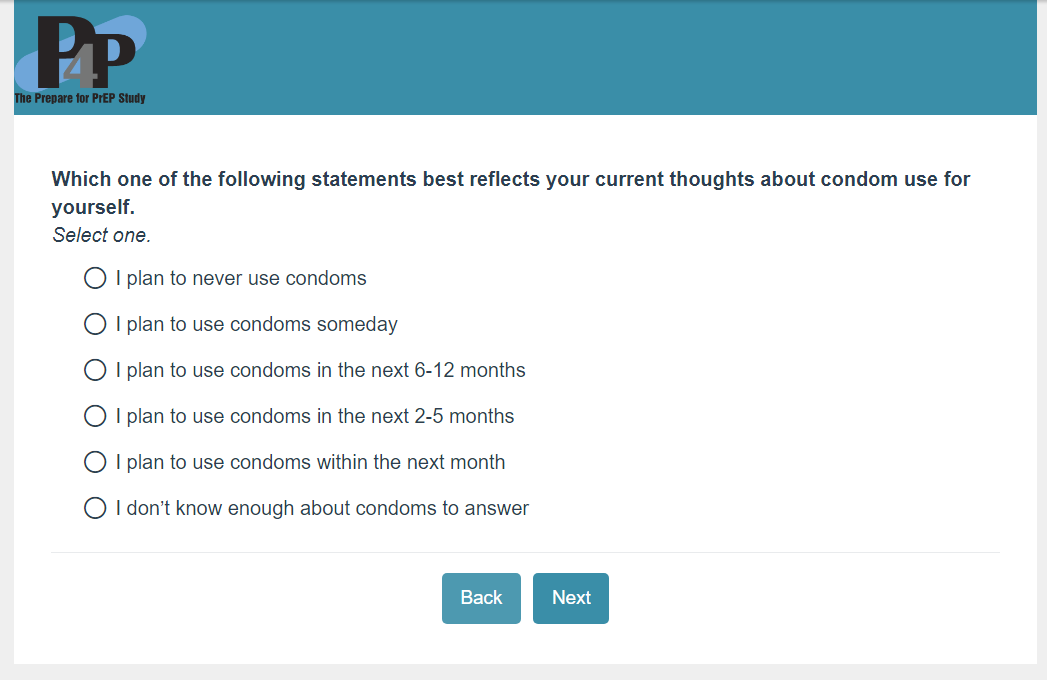 P4P
The Prepare for PrEP Study
Which one of the following statements best reflects your current thoughts about condom use for
yourself.
Select one.
I plan to never use condoms
I plan to use condoms someday
I plan to use condoms in the next 6-12 months
I plan to use condoms in the next 2-5 months
I plan to use condoms within the next month
I don’t know enough about condoms to answer
Back Next